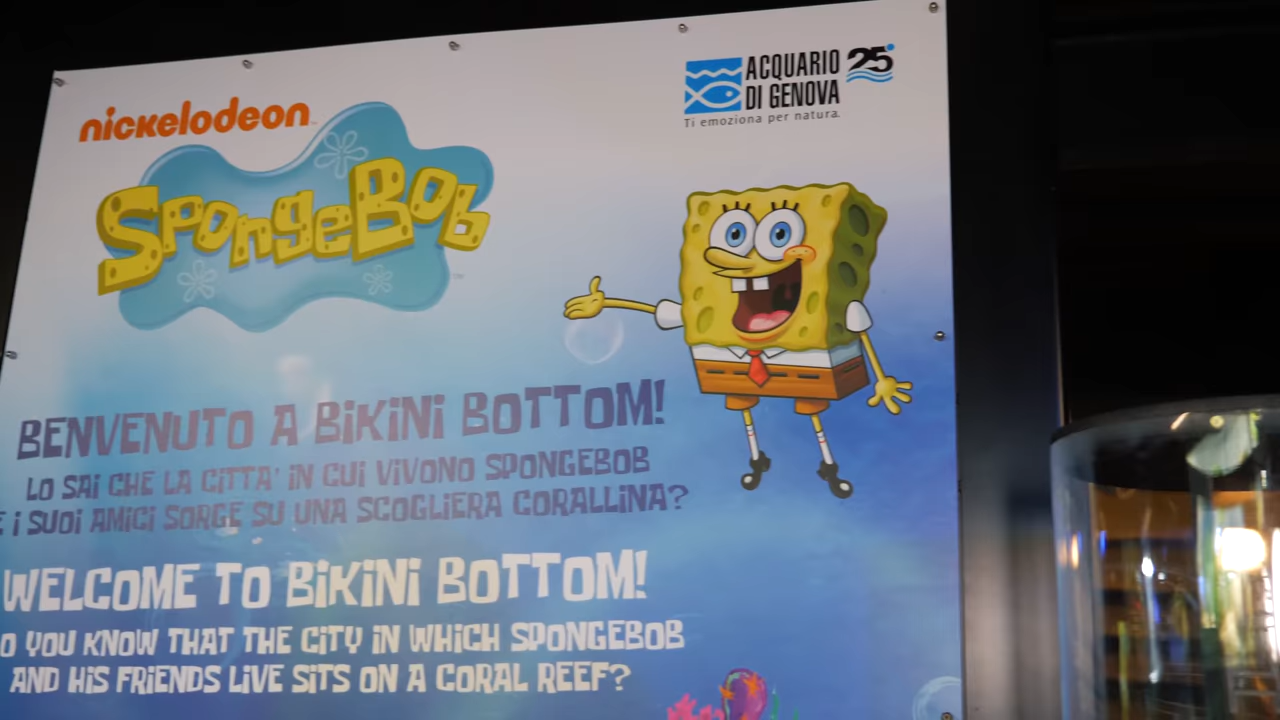 nickelodeon
SpongeBob
ACQUARIO
DI GENOVA
25°
Ti emoziona per natura.
BENVENUTO A BIKINI BOTTOM!
LO SAI CHE LA CITTA' IN CUI VIVONO SPONGEBOB
E I SUOI AMICI SORGE SU UNA SCOGLIERA CORALLINA?
WELCOME TO BIKINI BOTTOM!
YOU KNOW THAT THE CITY IN WHICH SPONGEBOB
AND HIS FRIENDS LIVE SITS ON A CORAL REEF?